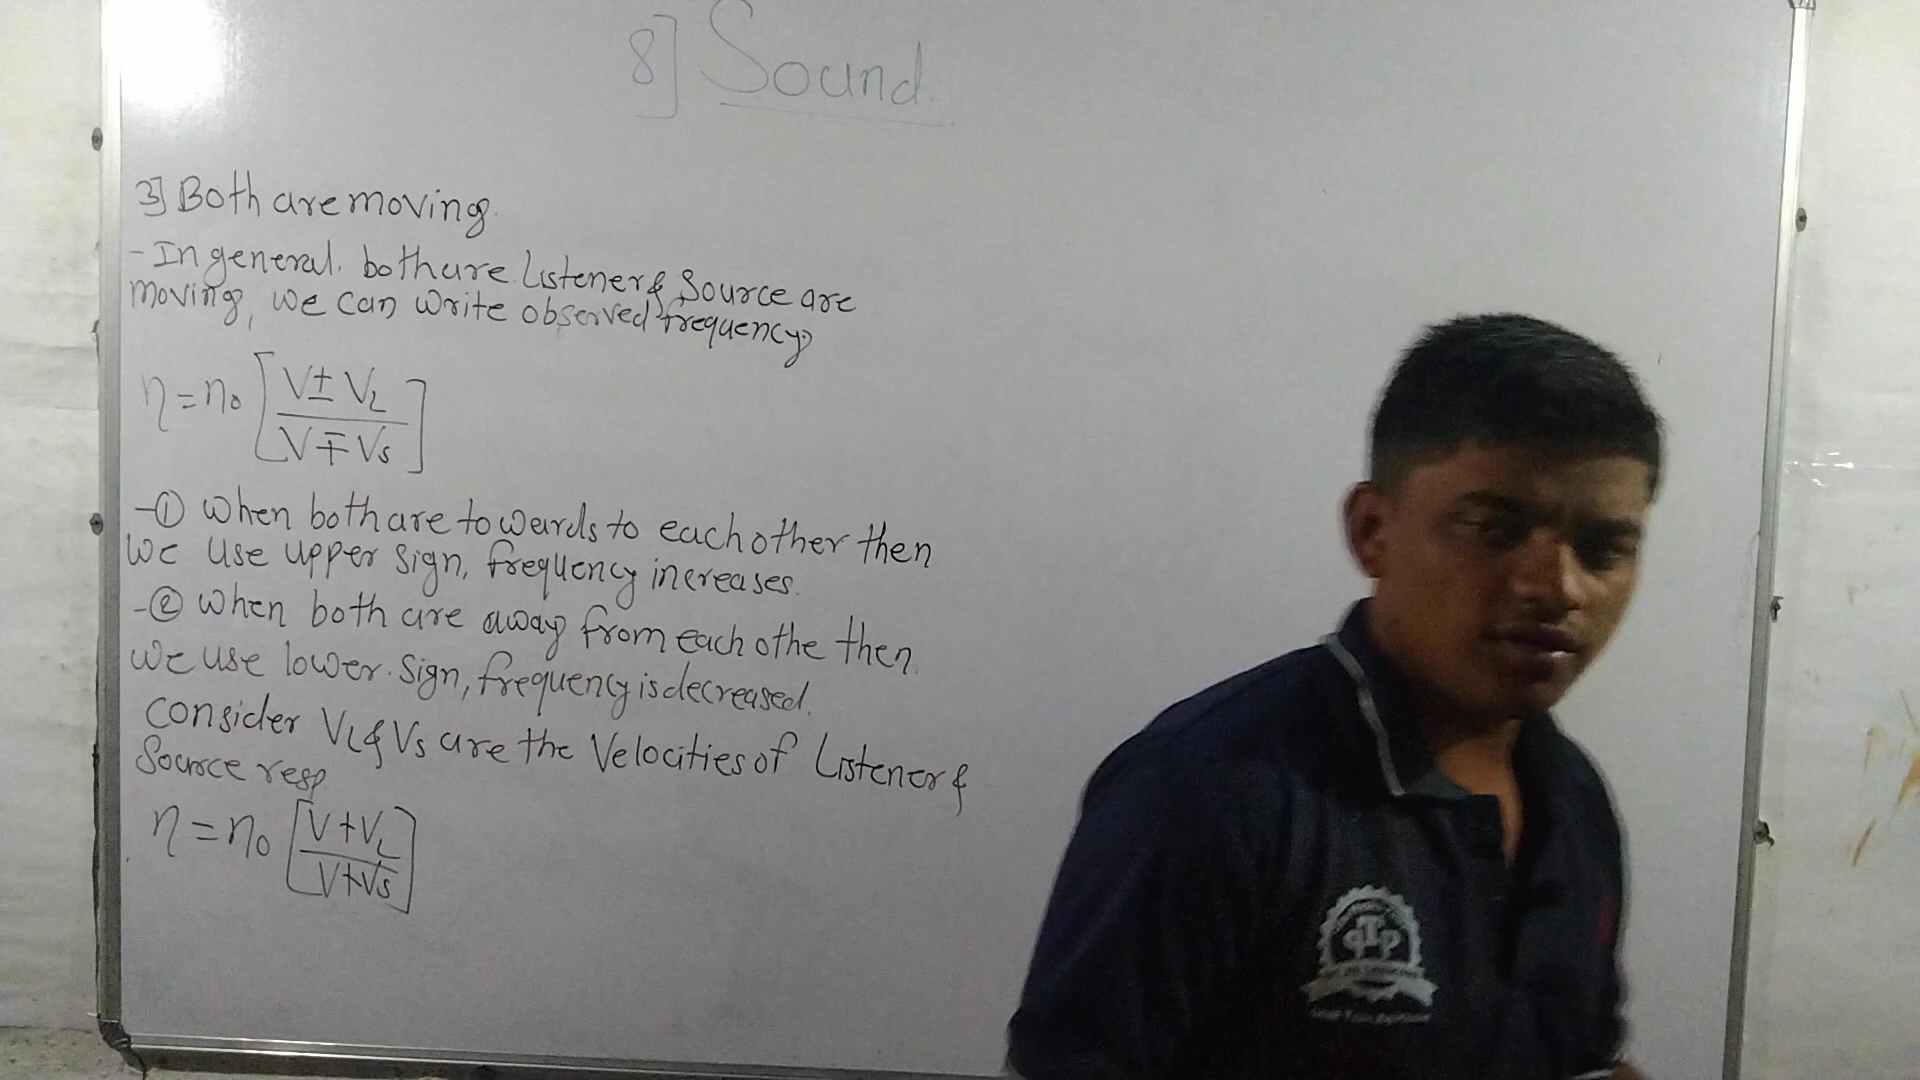 8] Sound
3] Both are moving.
- In general. both are Listener & Source are
moving, we can write observed frequency
n = n₀ [V ± V_L / V ∓ V_s]
- ① when both are towards to each other then
we use upper sign, frequency increases.
- ② when both are away from each othe then.
we use lower. sign, frequency is decreased.
consider V_L & V_s are the Velocities of Listener &
Source resp
n = n₀ [V + V_L / V + V_s]